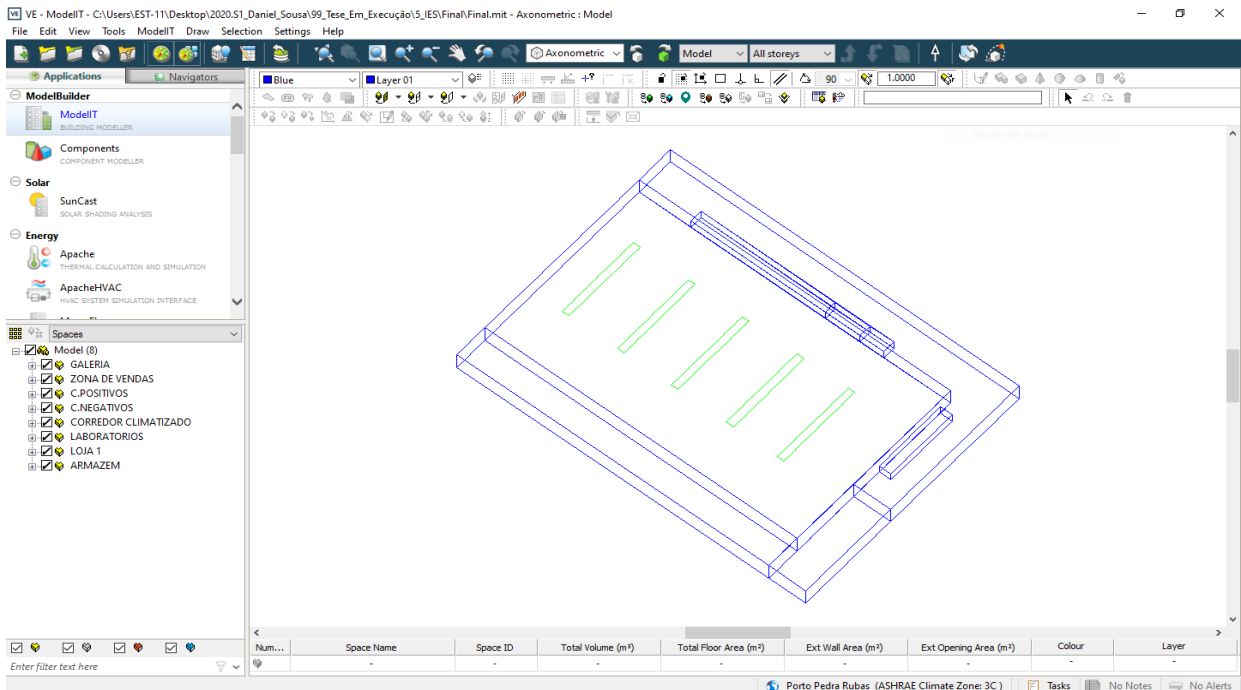 VE - ModelIT - C:\Users\EST-11\Desktop\2020.S1_Daniel_Sousa\99_Tese_Em_Execução\5_IES\Final\Final.mit - Axonometric : Model
File Edit View Tools ModelIT Draw Selection Settings Help
Axonometric Model All storeys
Applications Navigators
Blue Layer 01 90 1.0000
ModelBuilder
ModelIT
BUILDING MODELLER
Components
COMPONENT MODELLER
Solar
SunCast
SOLAR SHADING ANALYSIS
Energy
Apache
THERMAL CALCULATION AND SIMULATION
ApacheHVAC
HVAC SYSTEM SIMULATION INTERFACE
Spaces
Model (8)
GALERIA
ZONA DE VENDAS
C.POSITIVOS
C.NEGATIVOS
CORREDOR CLIMATIZADO
LABORATORIOS
LOJA 1
ARMAZEM
Num... Space Name Space ID Total Volume (m³) Total Floor Area (m²) Ext Wall Area (m²) Ext Opening Area (m²) Colour Layer
- - - - - - - -
Enter filter text here
Porto Pedra Rubas (ASHRAE Climate Zone: 3C) Tasks No Notes No Alerts